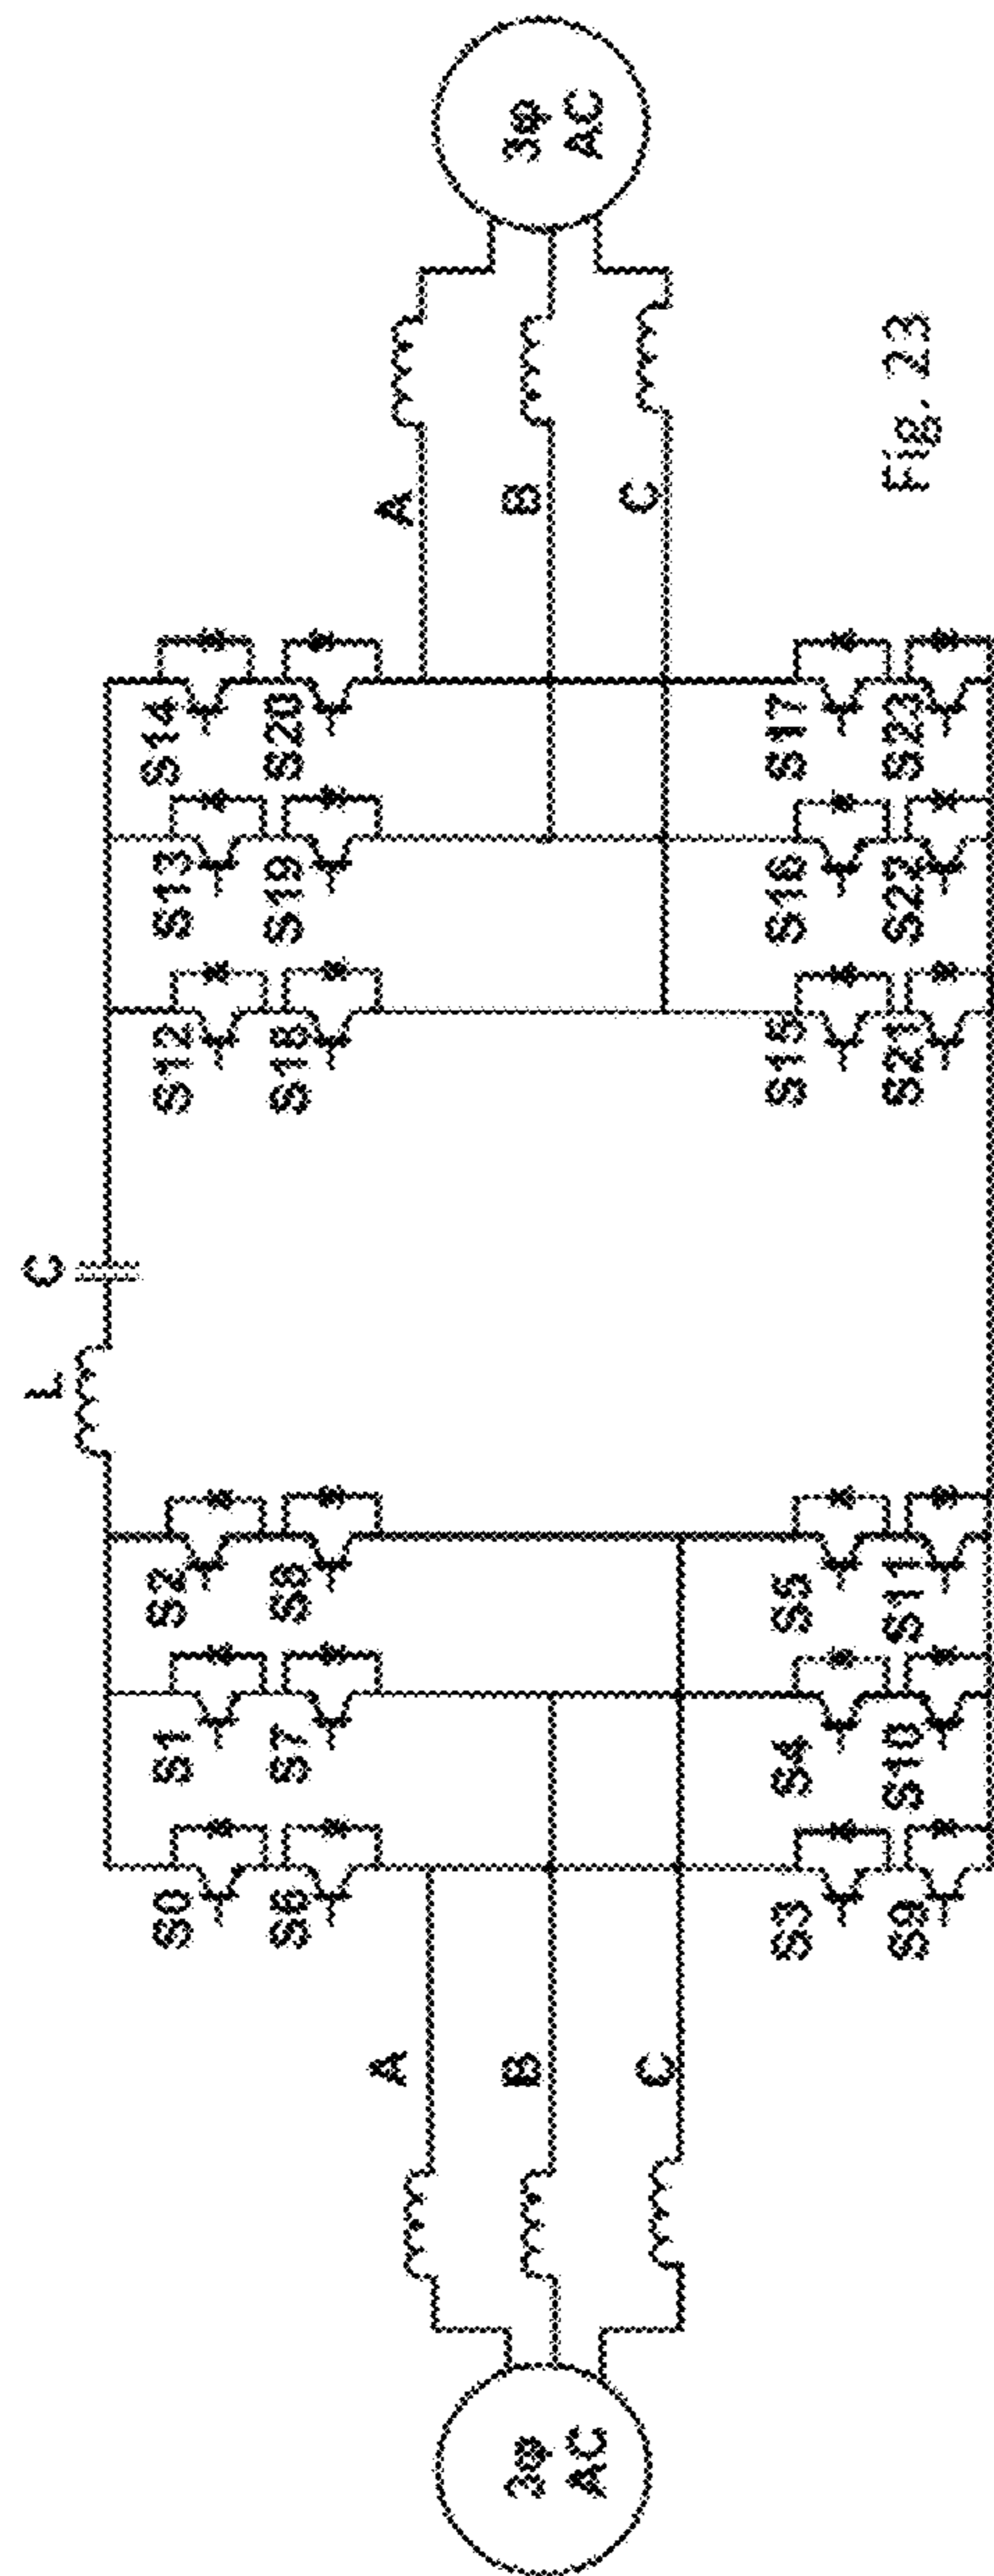 L C
S0 S1 S2 S12 S13 S14
S6 S7 S8 S18 S19 S20
A A
3φ
AC
B B
3φ
AC
C C
S3 S4 S5 S15 S16 S17
S9 S10 S11 S21 S22 S23
Fig. 23